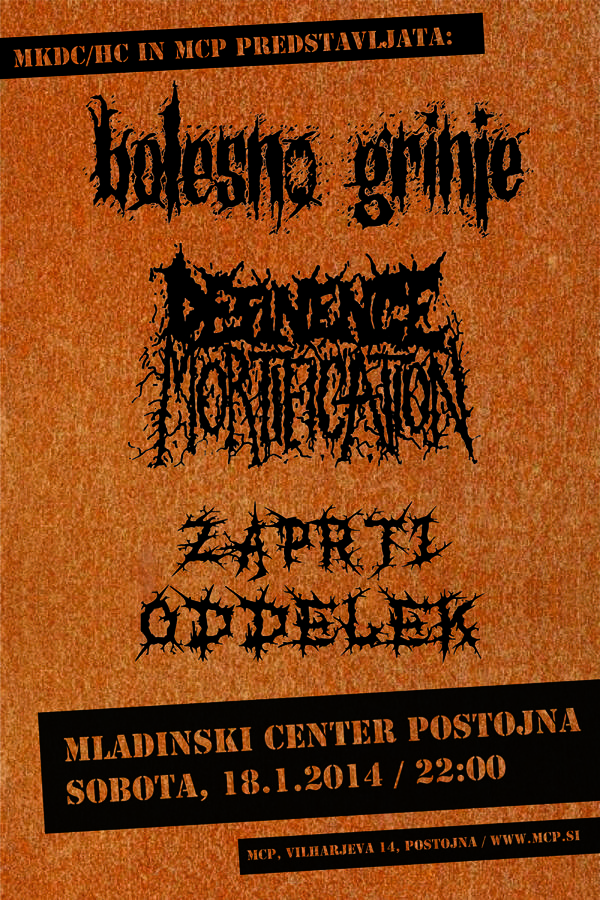 MKDC/HC IN MCP PREDSTAVLJATA:
bolesno grinje
DESINENCE
MORTIFICATION
ZAPRTI
ODDELEK
MLADINSKI CENTER POSTOJNA
SOBOTA, 18.1.2014 / 22:00
MCP, VILHARJEVA 14, POSTOJNA / WWW.MCP.SI